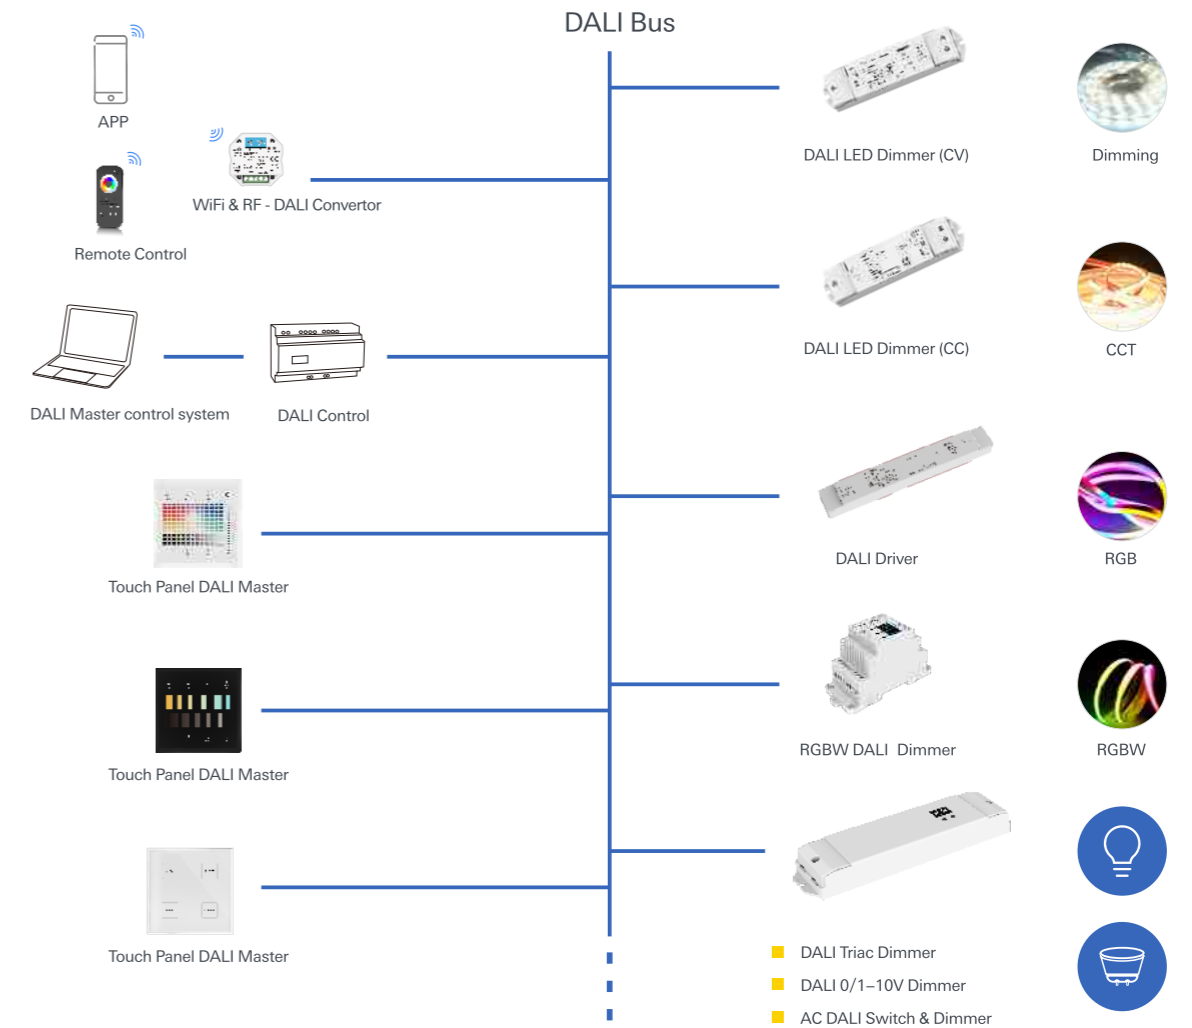 DALI Bus
APP
WiFi & RF - DALI Convertor
Remote Control
DALI Master control system
DALI Control
Touch Panel DALI Master
Touch Panel DALI Master
Touch Panel DALI Master
DALI LED Dimmer (CV)
Dimming
DALI LED Dimmer (CC)
CCT
DALI Driver
RGB
RGBW DALI Dimmer
RGBW
DALI Triac Dimmer
DALI 0/1–10V Dimmer
AC DALI Switch & Dimmer